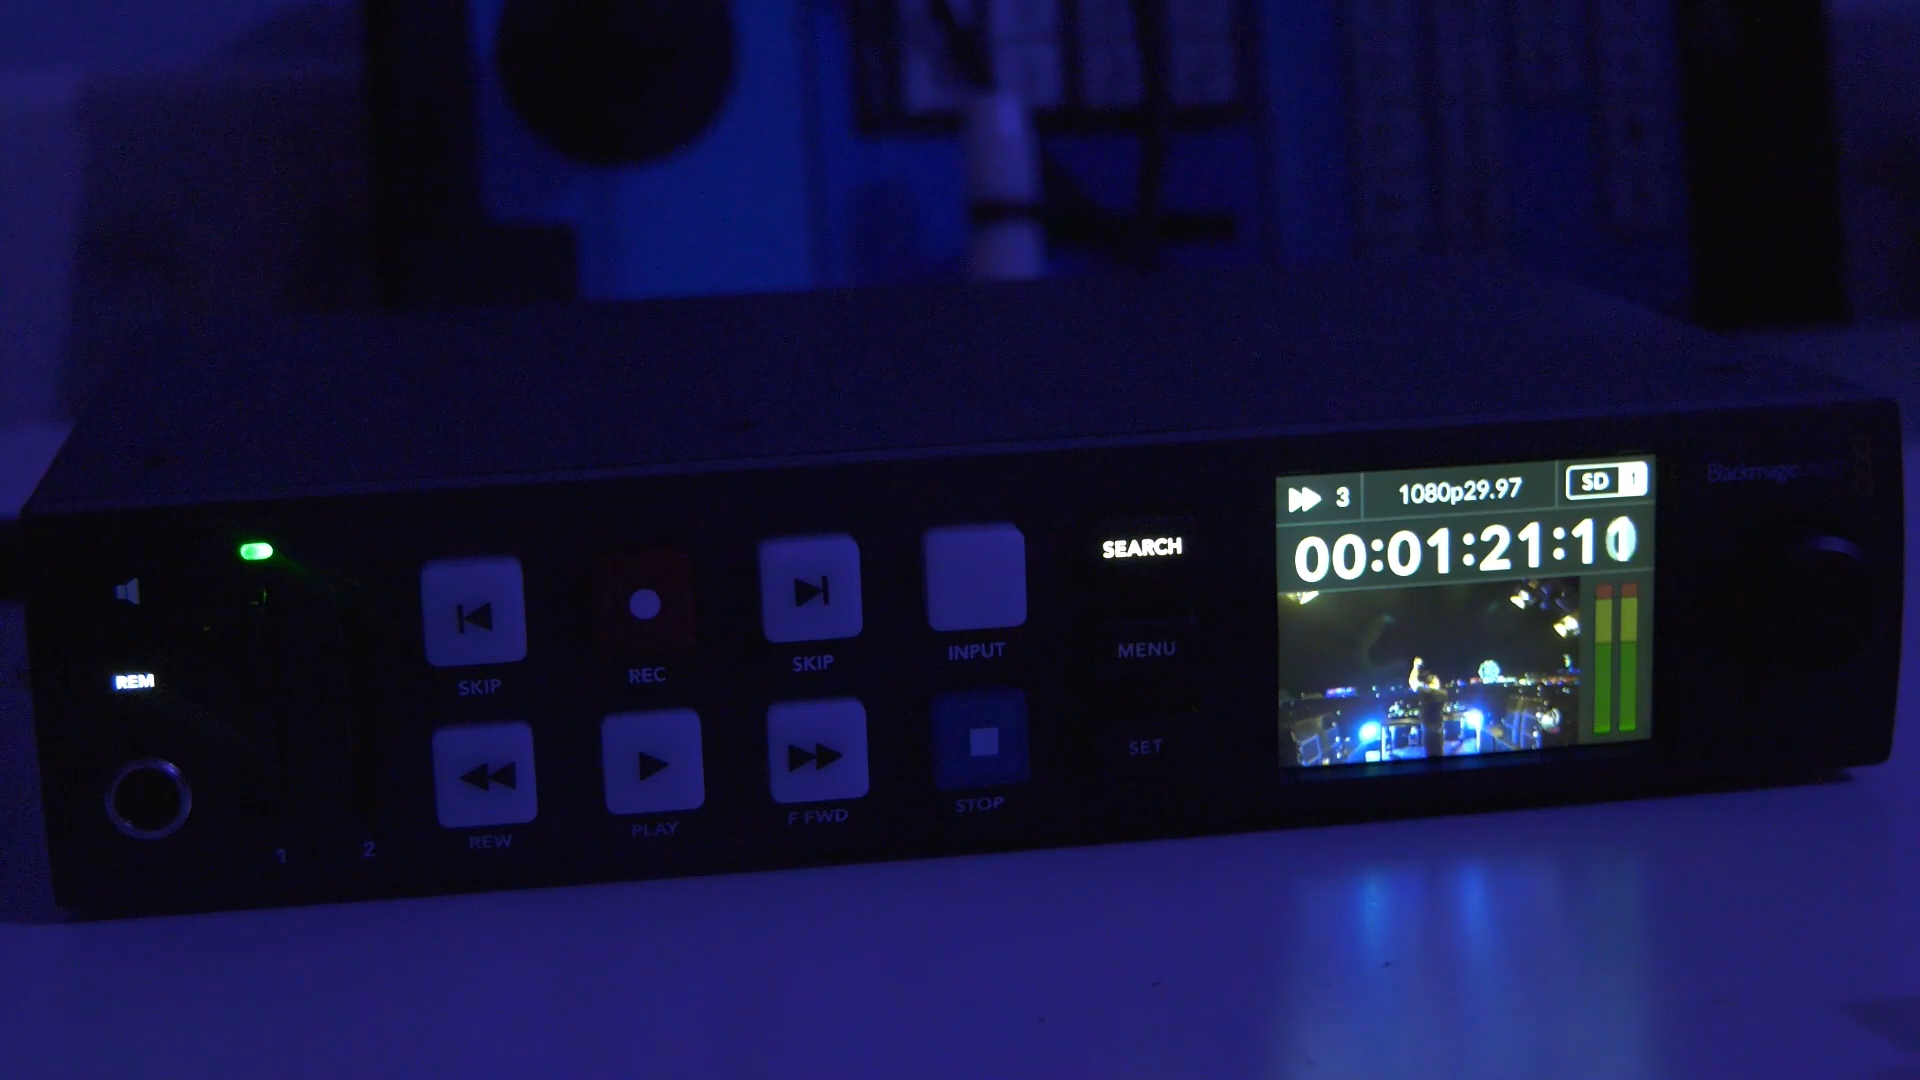 3 1080p29.97 SD 1
00:01:21:10
Blackmagic
SEARCH
REM
SKIP REC SKIP INPUT MENU
REW PLAY F FWD STOP SET
1 2